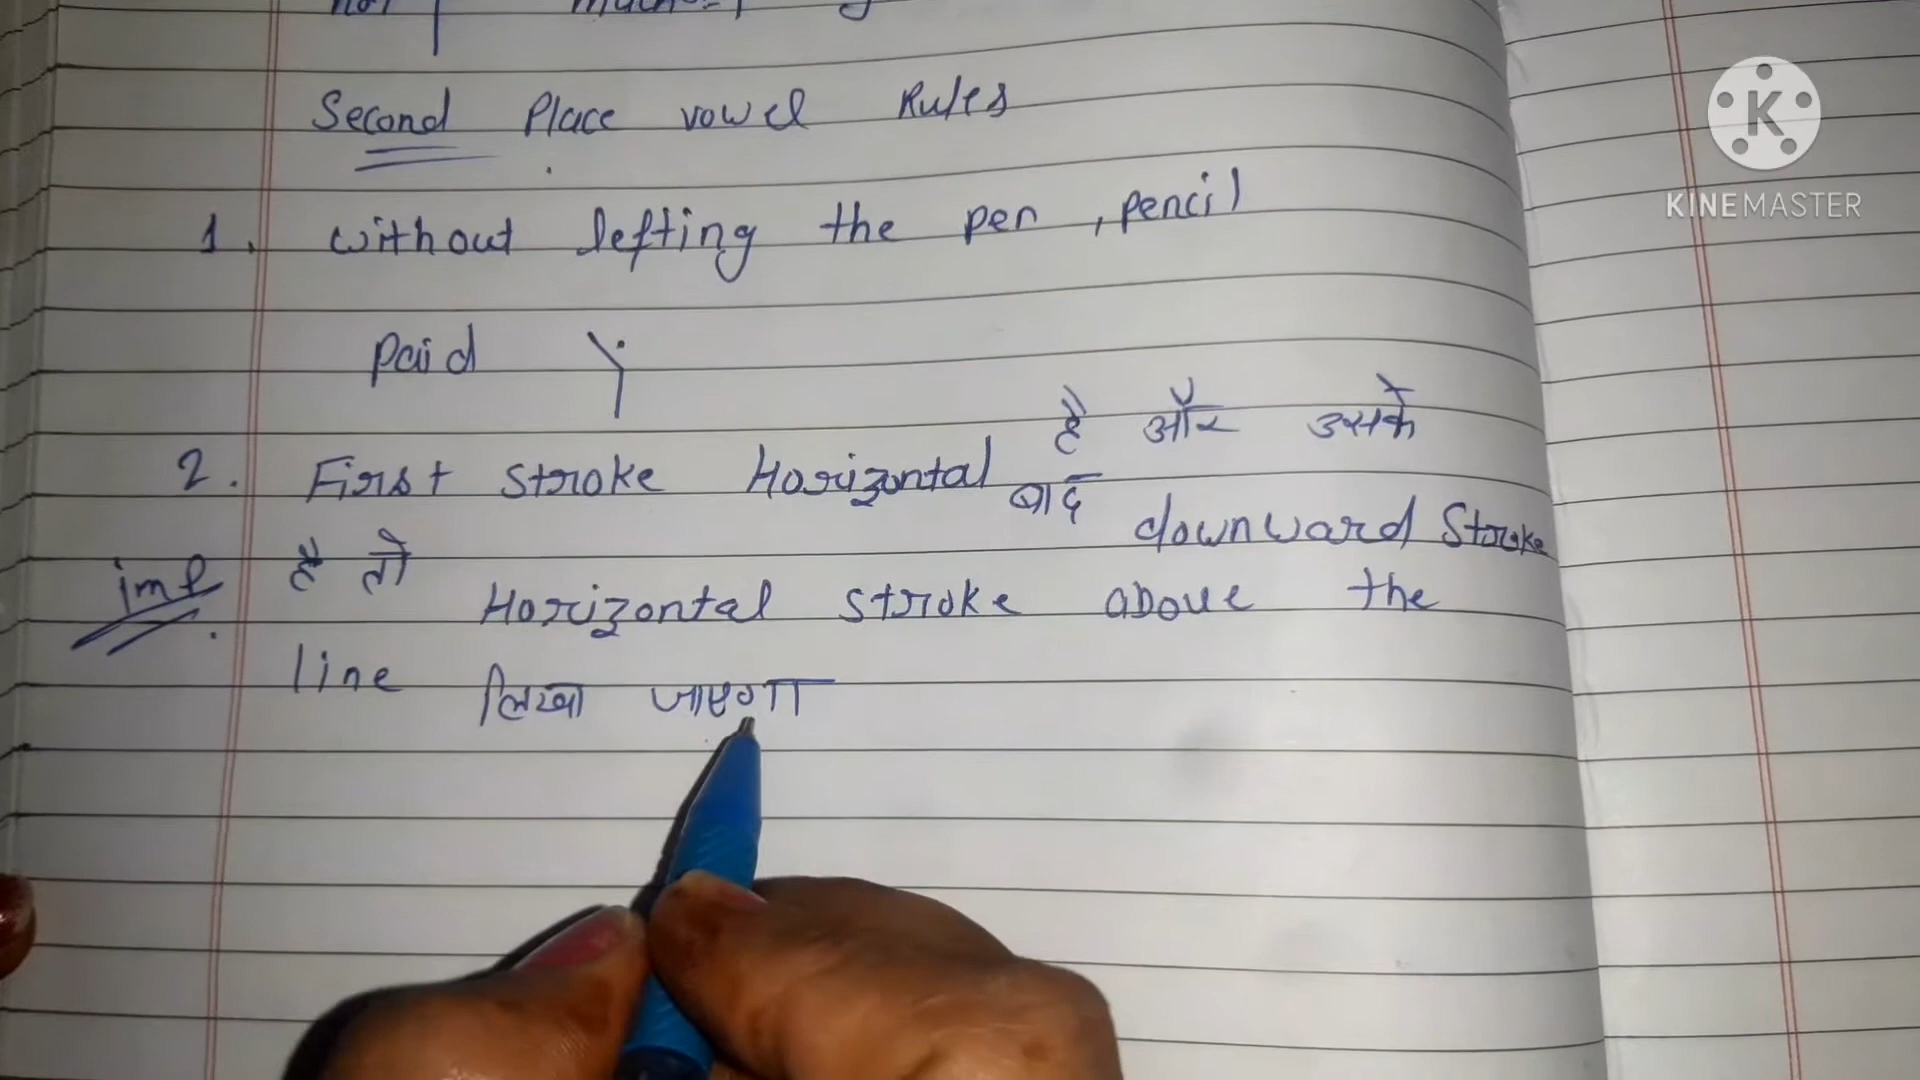 Second Place vowel Rules
1. without lefting the pen, pencil
Paid
2. First stroke Horizontal है और उसके
बाद downward Stroke
imp है तो Horizontal stroke above the
line लिखा जाएगा
K
KINEMASTER